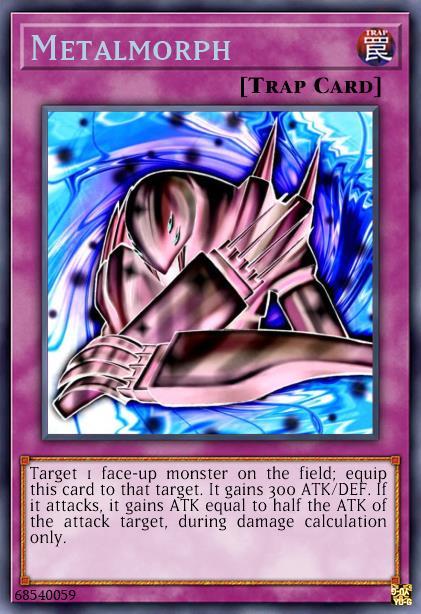 METALMORPH
TRAP
罠
[TRAP CARD]
Target 1 face-up monster on the field; equip
this card to that target. It gains 300 ATK/DEF. If
it attacks, it gains ATK equal to half the ATK of
the attack target, during damage calculation
only.
68540059